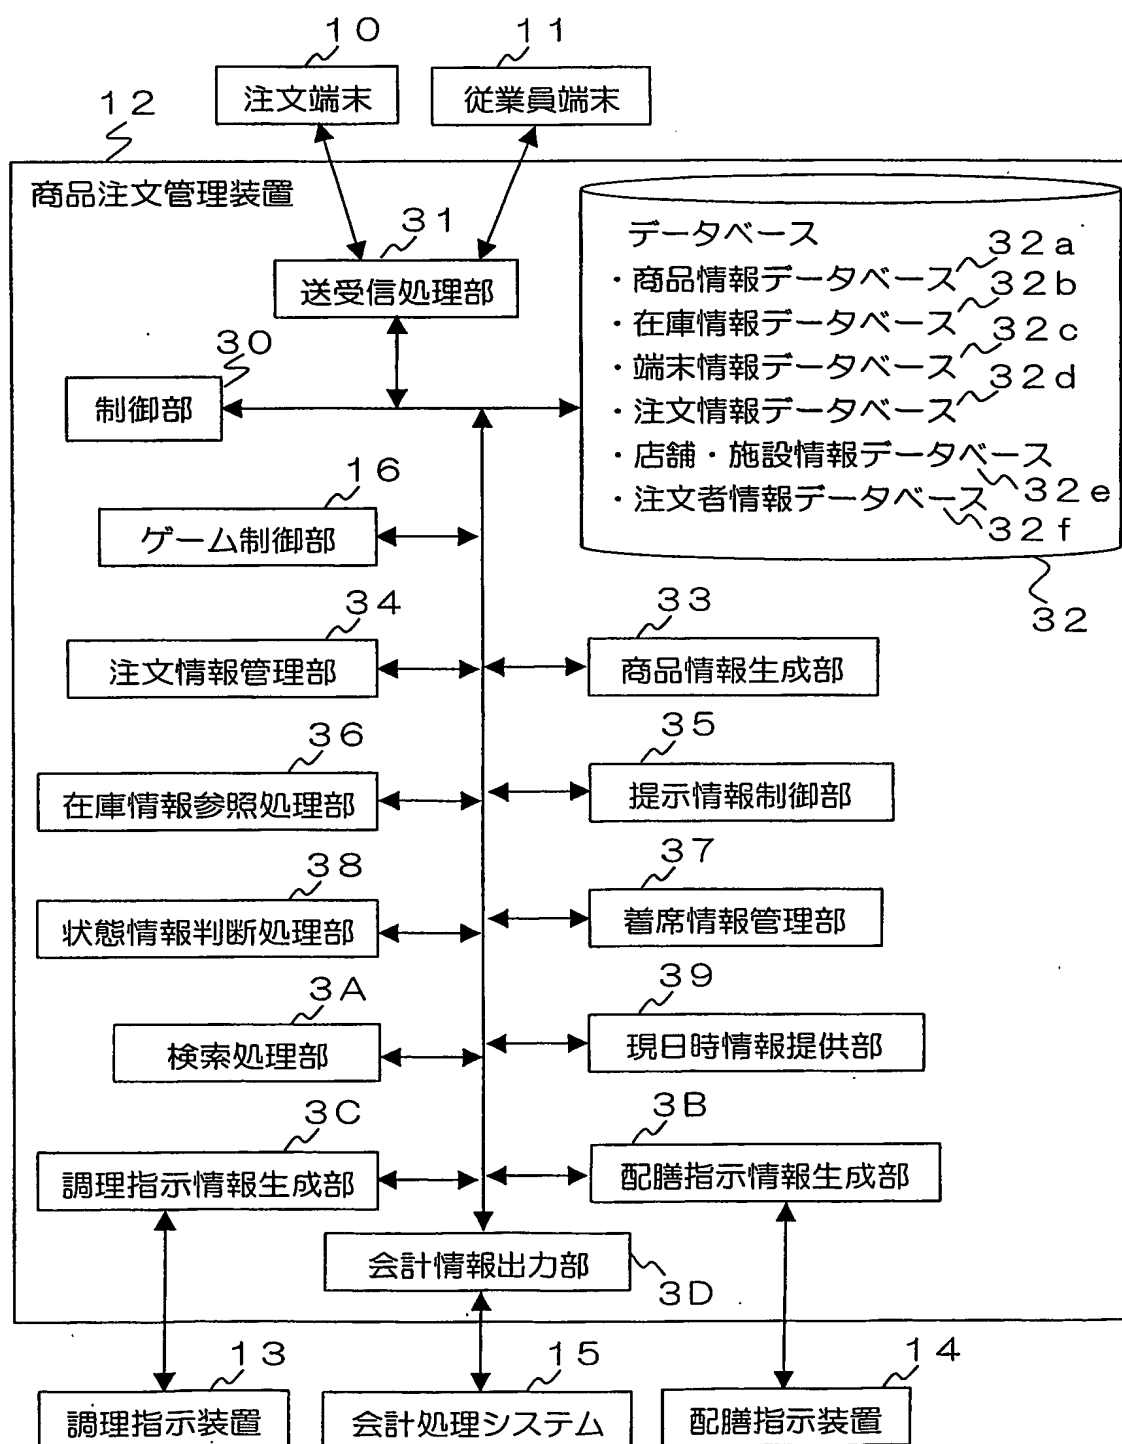 10
11
注文端末
従業員端末
12
商品注文管理装置
31
送受信処理部
データベース
・商品情報データベース 32a
・在庫情報データベース 32b
・端末情報データベース 32c
・注文情報データベース 32d
・店舗・施設情報データベース
32e
・注文者情報データベース
32f
32
30
制御部
16
ゲーム制御部
34
注文情報管理部
33
商品情報生成部
36
在庫情報参照処理部
35
提示情報制御部
38
状態情報判断処理部
37
着席情報管理部
3A
検索処理部
39
現日時情報提供部
3C
調理指示情報生成部
3B
配膳指示情報生成部
会計情報出力部
3D
13
調理指示装置
15
会計処理システム
14
配膳指示装置